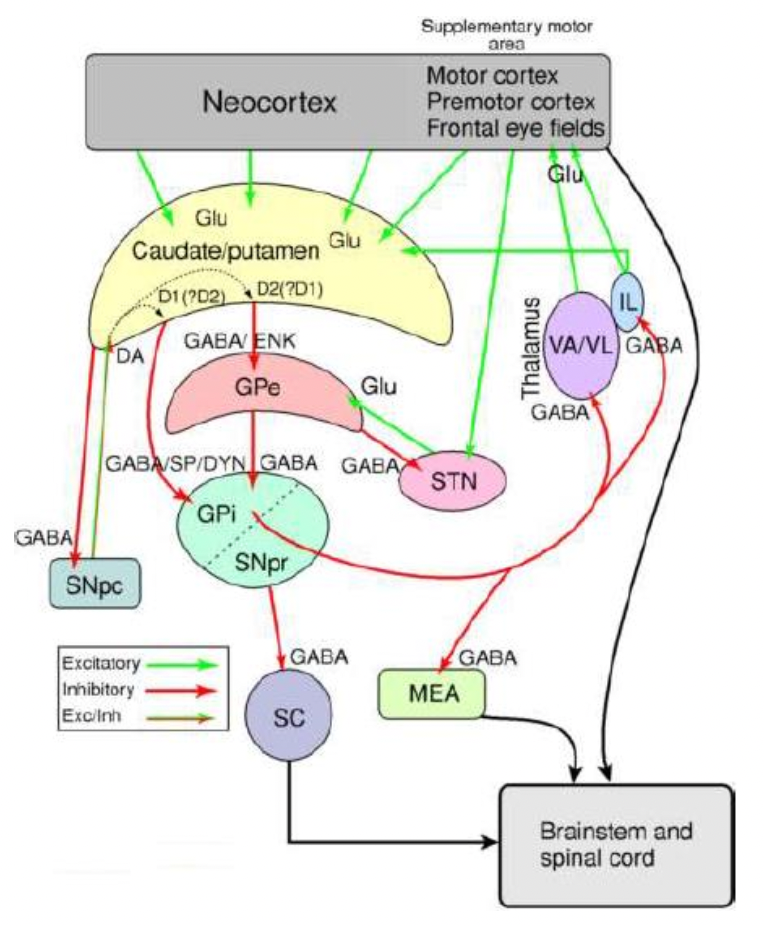 Supplementary motor
area
Neocortex
Motor cortex
Premotor cortex
Frontal eye fields
Glu
Glu
Caudate/putamen
Glu
D1(?D2)
D2(?D1)
DA
GABA/ ENK
GPe
Glu
Thalamus
VA/VL
IL
GABA
GABA
GABA/SP/DYN
GABA
GABA
STN
GPi
SNpr
GABA
SNpc
Excitatory
Inhibitory
Exc/Inh
GABA
SC
GABA
MEA
Brainstem and
spinal cord